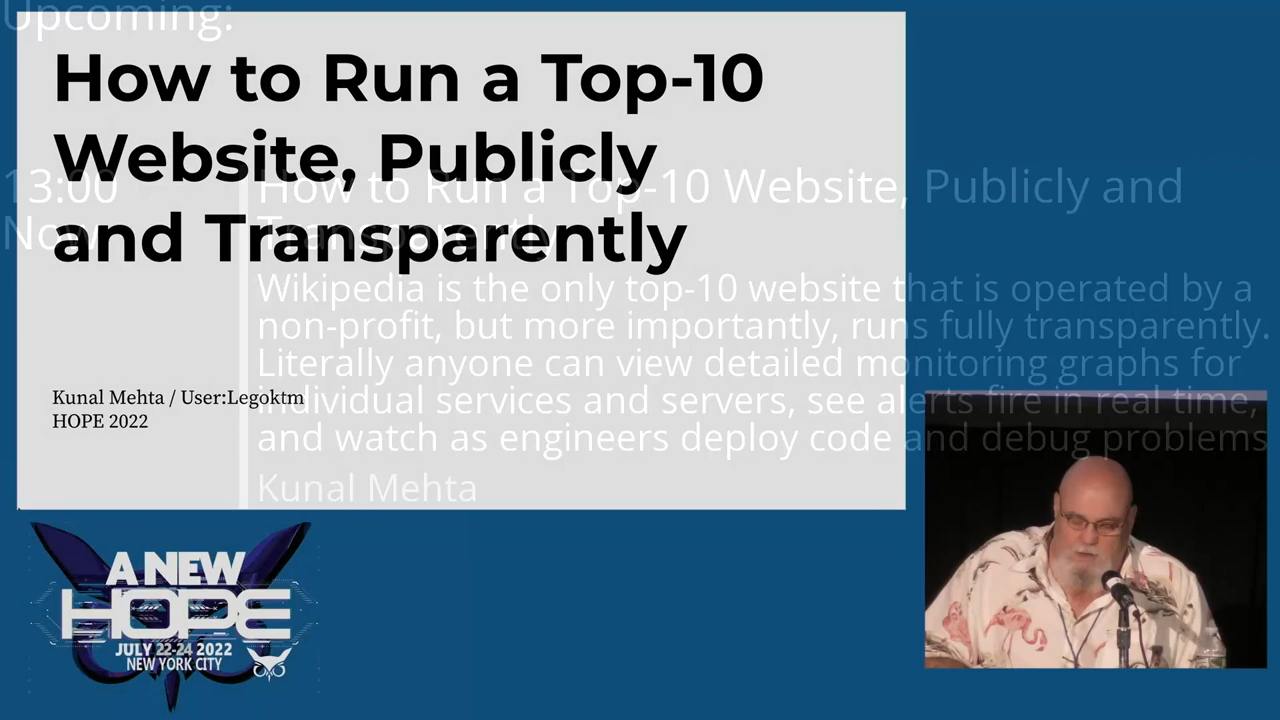 Upcoming:
How to Run a Top-10
Website, Publicly
and Transparently
Kunal Mehta / User:Legoktm
HOPE 2022
13:00
Now
How to Run a Top-10 Website, Publicly and
Transparently
Wikipedia is the only top-10 website that is operated by a
non-profit, but more importantly, runs fully transparently.
Literally anyone can view detailed monitoring graphs for
individual services and servers, see alerts fire in real time,
and watch as engineers deploy code and debug problems
Kunal Mehta
A NEW
HOPE
JULY 22-24 2022
NEW YORK CITY